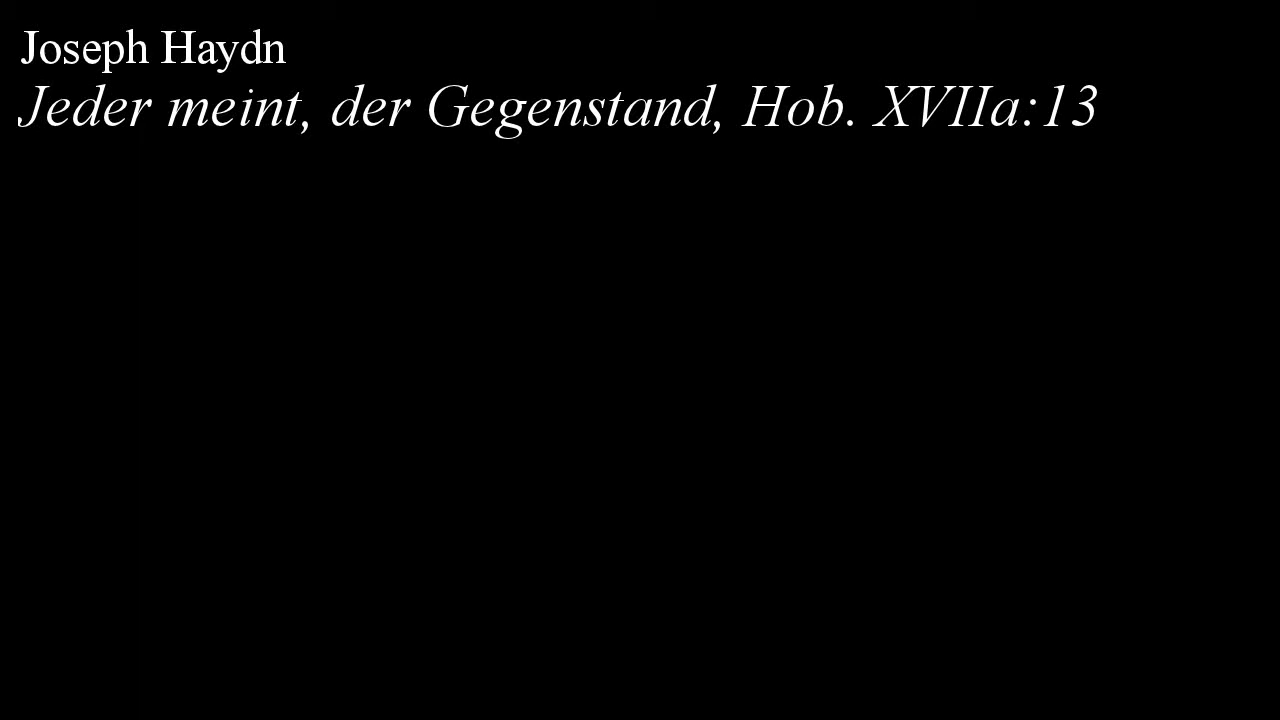 Joseph Haydn
Jeder meint, der Gegenstand, Hob. XVIIa:13